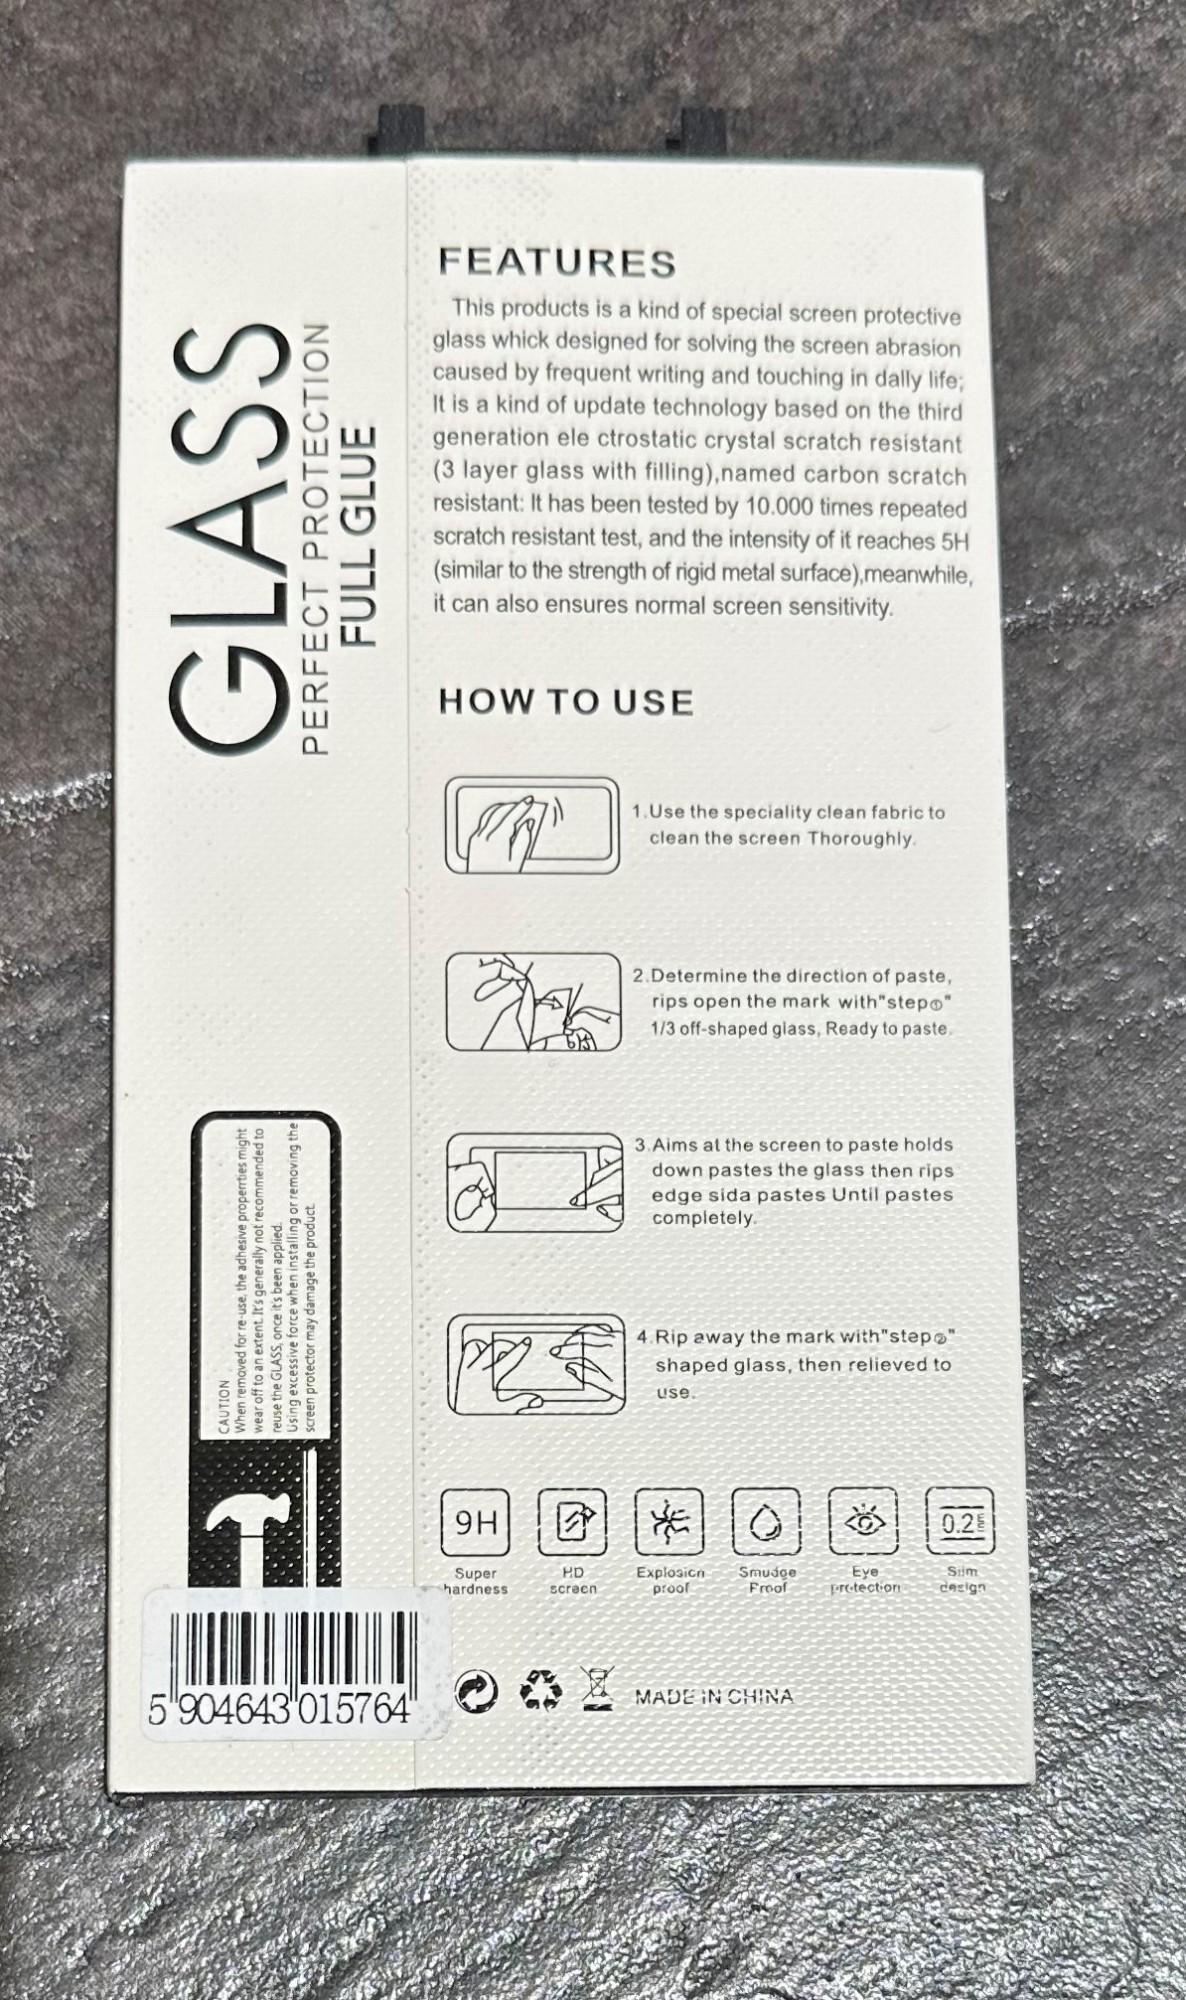 GLASS
PERFECT PROTECTION
FULL GLUE
CAUTION
When removed for re-use, the adhesive properrties might
wear off to an extent. It's generally not recommended to
reuse the GLASS, once it's been applied.
Using excessive force when installing or removing the
screen protector may damage the product.
5 904643 015764
FEATURES
This products is a kind of special screen protective
glass whick designed for solving the screen abrasion
caused by frequent writing and touching in dally life;
It is a kind of update technology based on the third
generation ele ctrostatic crystal scratch resistant
(3 layer glass with filling),named carbon scratch
resistant: It has been tested by 10.000 times repeated
scratch resistant test, and the intensity of it reaches 5H
(similar to the strength of rigid metal surface),meanwhile,
it can also ensures normal screen sensitivity.
HOW TO USE
1.Use the speciality clean fabric to
clean the screen Thoroughly.
2.Determine the direction of paste,
rips open the mark with"step①"
1/3 off-shaped glass, Ready to paste.
3.Aims at the screen to paste holds
down pastes the glass then rips
edge sida pastes Until pastes
completely.
4.Rip away the mark with"step②"
shaped glass, then relieved to
use.
9H
0.2mm
Super
hardness
HD
screen
Explosion
proof
Smudge
Proof
Eye
protection
Slim
design
MADE IN CHINA